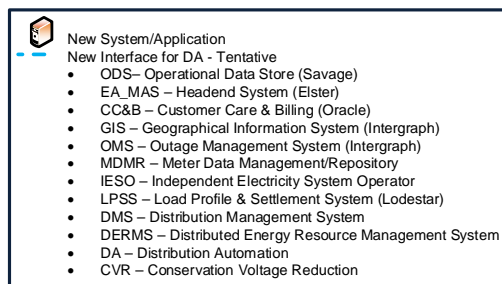 New System/Application
New Interface for DA - Tentative
• ODS– Operational Data Store (Savage)
• EA_MAS – Headend System (Elster)
• CC&B – Customer Care & Billing (Oracle)
• GIS – Geographical Information System (Intergraph)
• OMS – Outage Management System (Intergraph)
• MDMR – Meter Data Management/Repository
• IESO – Independent Electricity System Operator
• LPSS – Load Profile & Settlement System (Lodestar)
• DMS – Distribution Management System
• DERMS – Distributed Energy Resource Management System
• DA – Distribution Automation
• CVR – Conservation Voltage Reduction